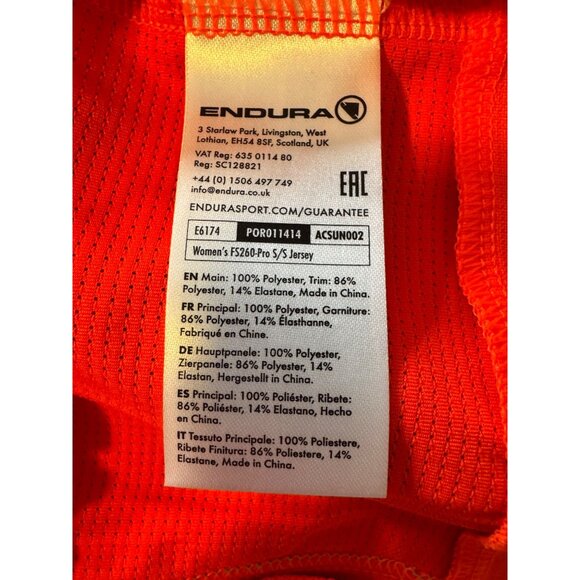 ENDURA
3 Starlaw Park, Livingston, West
Lothian, EH54 8SF, Scotland, UK
VAT Reg: 635 0114 80
Reg: SC128821
+44 (0) 1506 497 749
info@endura.co.uk
EAC
ENDURASPORT.COM/GUARANTEE
E6174 POR011414 ACSUN002
Women's FS260-Pro S/S Jersey
EN Main: 100% Polyester, Trim: 86%
Polyester, 14% Elastane, Made in China.
FR Principal: 100% Polyester, Garniture:
86% Polyester, 14% Élasthanne,
Fabriqué en Chine.
DE Hauptpanele: 100% Polyester,
Zierpanele: 86% Polyester, 14%
Elastan, Hergestellt in China.
ES Principal: 100% Poliéster, Ribete:
86% Poliéster, 14% Elastano, Hecho
en China.
IT Tessuto Principale: 100% Poliestere,
Ribete Finitura: 86% Poliestere, 14%
Elastane, Made in China.